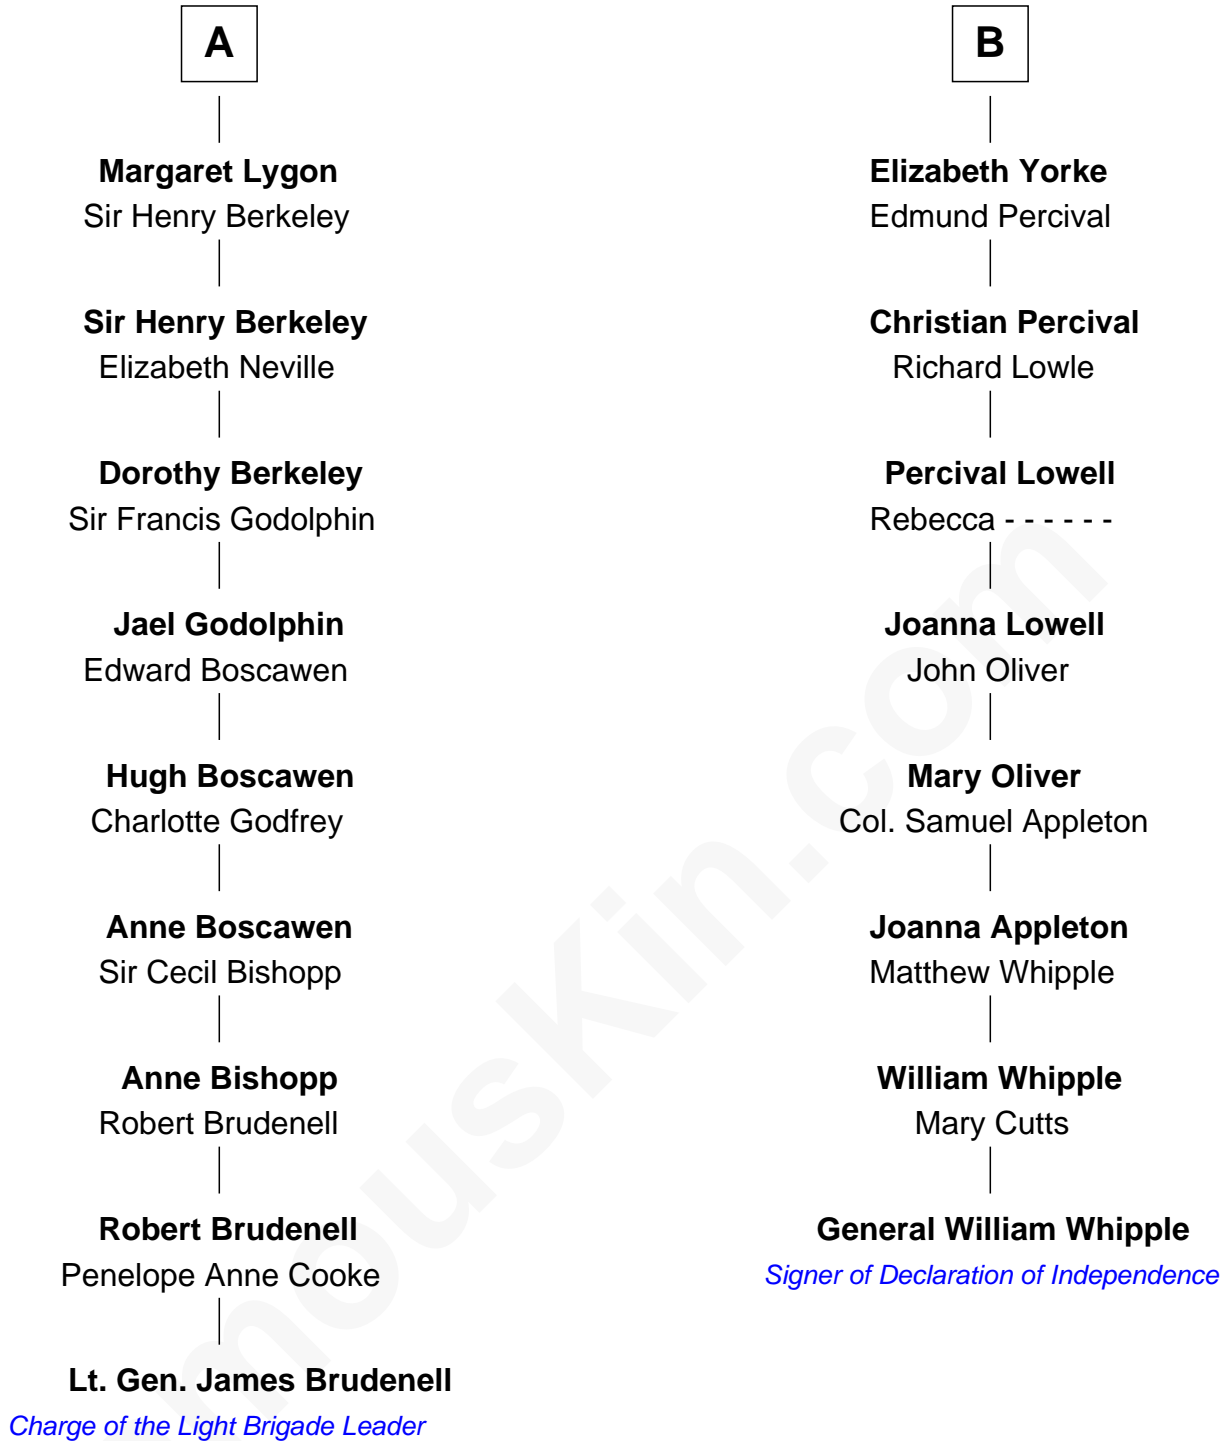 A
Margaret Lygon
Sir Henry Berkeley
Sir Henry Berkeley
Elizabeth Neville
Dorothy Berkeley
Sir Francis Godolphin
Jael Godolphin
Edward Boscawen
Hugh Boscawen
Charlotte Godfrey
Anne Boscawen
Sir Cecil Bishopp
Anne Bishopp
Robert Brudenell
Robert Brudenell
Penelope Anne Cooke
Lt. Gen. James Brudenell
Charge of the Light Brigade Leader
B
Elizabeth Yorke
Edmund Percival
Christian Percival
Richard Lowle
Percival Lowell
Rebecca - - - - - -
Joanna Lowell
John Oliver
Mary Oliver
Col. Samuel Appleton
Joanna Appleton
Matthew Whipple
William Whipple
Mary Cutts
General William Whipple
Signer of Declaration of Independence
mousKin.com